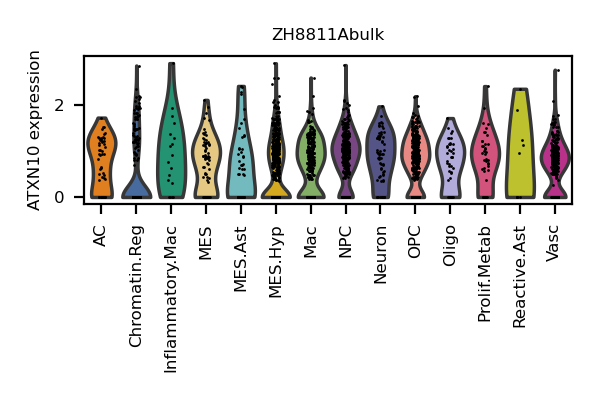 ZH8811Abulk
ATXN10 expression
2
0
AC
Chromatin.Reg
Inflammatory.Mac
MES
MES.Ast
MES.Hyp
Mac
NPC
Neuron
OPC
Oligo
Prolif.Metab
Reactive.Ast
Vasc